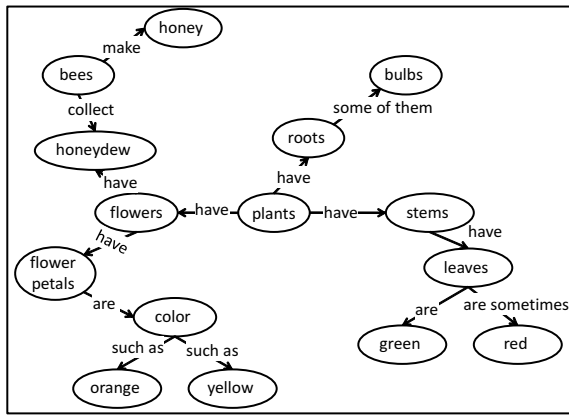 honey
make
bees
bulbs
collect
some of them
roots
honeydew
have
have
flowers
have
plants
have
stems
have
have
flower
petals
leaves
are
color
are
are sometimes
such as
such as
green
red
orange
yellow